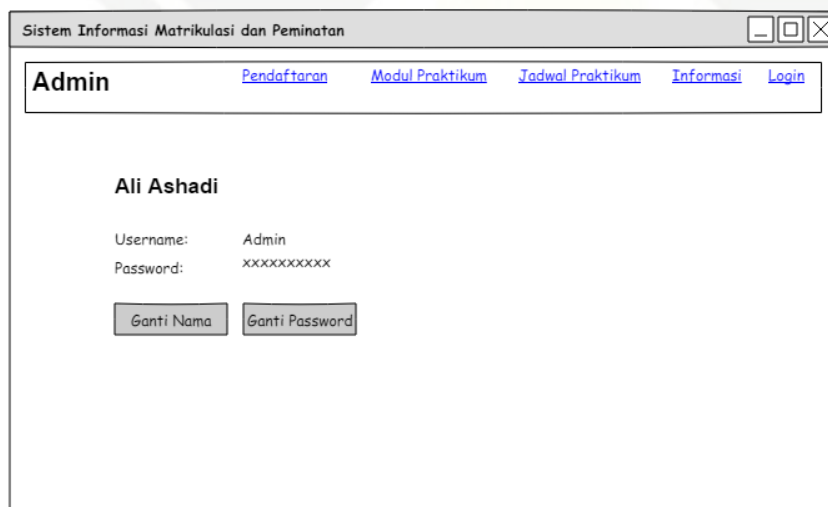 Sistem Informasi Matrikulasi dan Peminatan
Admin Pendaftaran Modul Praktikum Jadwal Praktikum Informasi Login
Ali Ashadi
Username: Admin
Password: xxxxxxxxxx
Ganti Nama Ganti Password